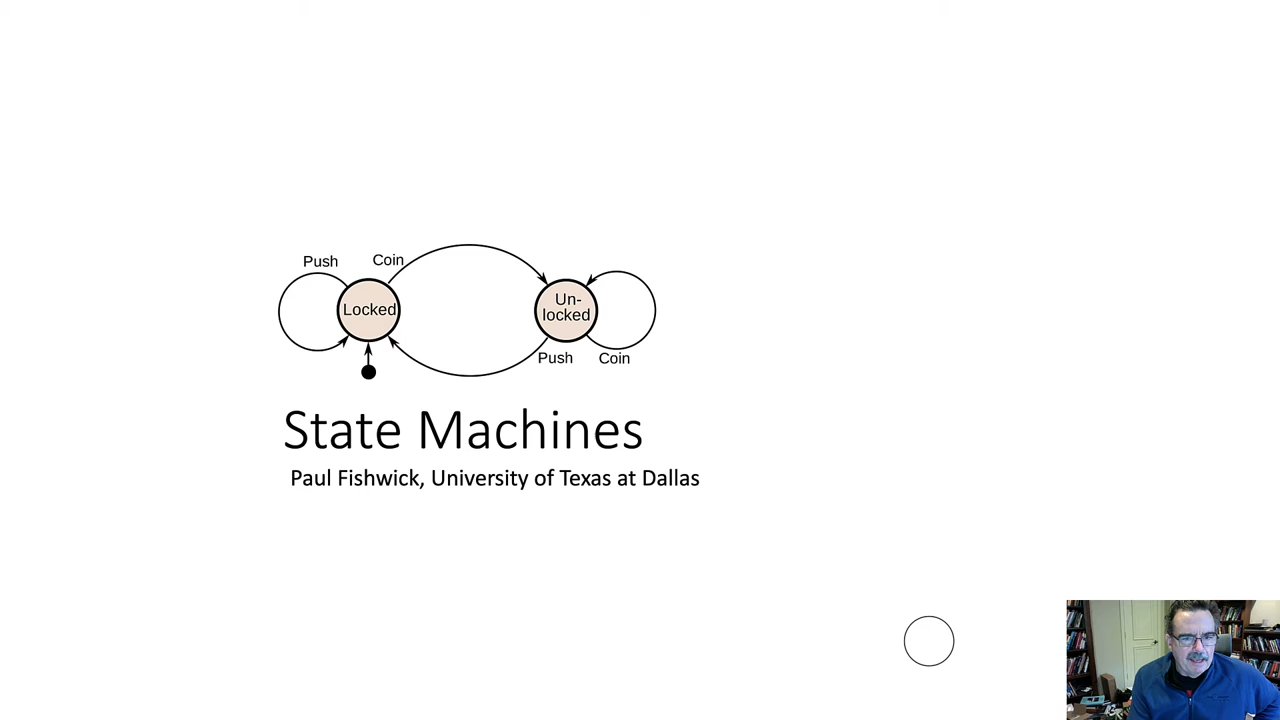 Push
Coin
Locked
Un-
locked
Push
Coin
State Machines
Paul Fishwick, University of Texas at Dallas